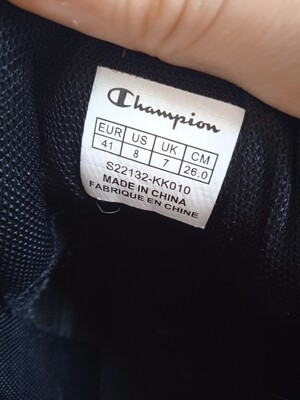 Champion
EUR US UK CM
41 8 7 26.0
S22132-KK010
MADE IN CHINA
FABRIQUE EN CHINE